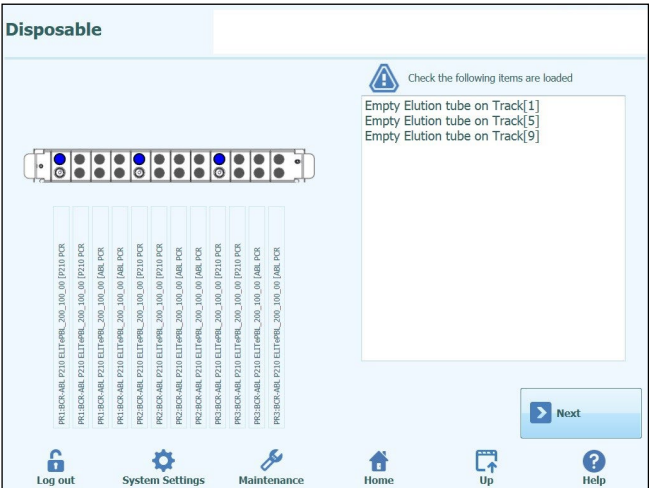 Disposable
Check the following items are loaded
Empty Elution tube on Track[1]
Empty Elution tube on Track[5]
Empty Elution tube on Track[9]
PR1:BCR-ABL P210 ELITePBL_200_100_00 [P210 PCR
PR1:BCR-ABL P210 ELITePBL_200_100_00 [P210 PCR
PR1:BCR-ABL P210 ELITePBL_200_100_00 [ABL PCR
PR1:BCR-ABL P210 ELITePBL_200_100_00 [ABL PCR
PR2:BCR-ABL P210 ELITePBL_200_100_00 [P210 PCR
PR2:BCR-ABL P210 ELITePBL_200_100_00 [P210 PCR
PR2:BCR-ABL P210 ELITePBL_200_100_00 [ABL PCR
PR2:BCR-ABL P210 ELITePBL_200_100_00 [ABL PCR
PR3:BCR-ABL P210 ELITePBL_200_100_00 [P210 PCR
PR3:BCR-ABL P210 ELITePBL_200_100_00 [P210 PCR
PR3:BCR-ABL P210 ELITePBL_200_100_00 [ABL PCR
PR3:BCR-ABL P210 ELITePBL_200_100_00 [ABL PCR
Next
Log out
System Settings
Maintenance
Home
Up
Help